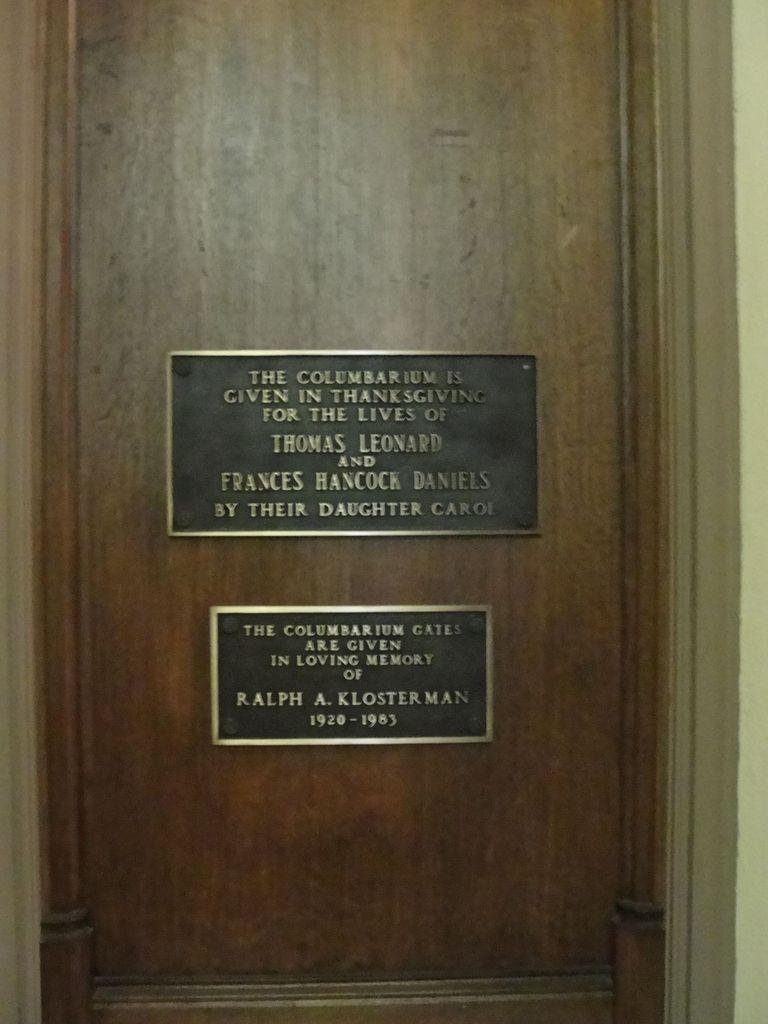 THE COLUMBARIUM IS
GIVEN IN THANKSGIVING
FOR THE LIVES OF
THOMAS LEONARD
AND
FRANCES HANCOCK DANIELS
BY THEIR DAUGHTER CAROL
THE COLUMBARIUM GATES
ARE GIVEN
IN LOVING MEMORY
OF
RALPH A. KLOSTERMAN
1920-1983